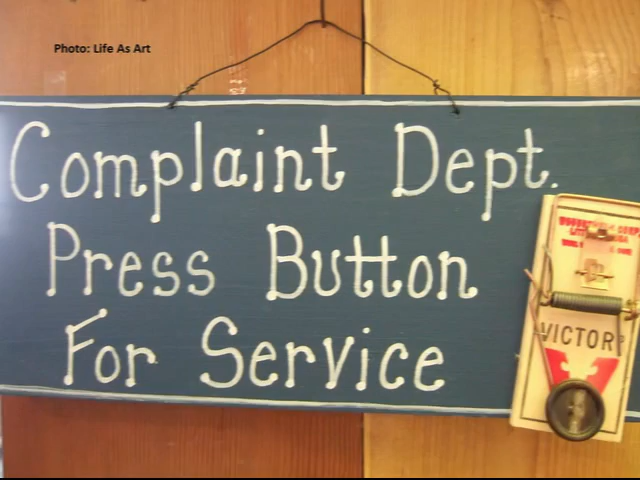 Photo: Life As Art
Complaint Dept.
Press Button
For Service
VICTOR